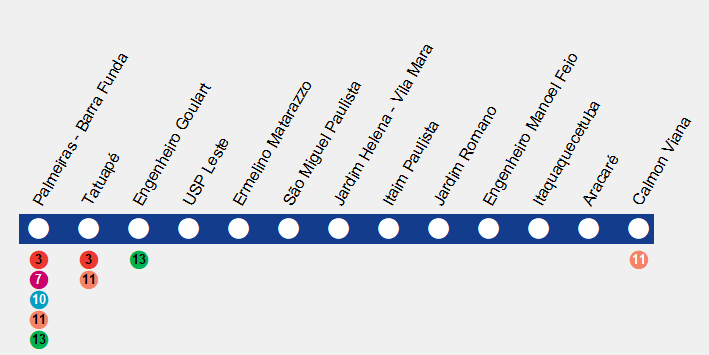 Palmeiras - Barra Funda
Tatuapé
Engenheiro Goulart
USP Leste
Ermelino Matarazzo
São Miguel Paulista
Jardim Helena - Vila Mara
Itaim Paulista
Jardim Romano
Engenheiro Manoel Feio
Itaquaquecetuba
Aracaré
Calmon Viana
3 3 13 11
7 11
10
11
13